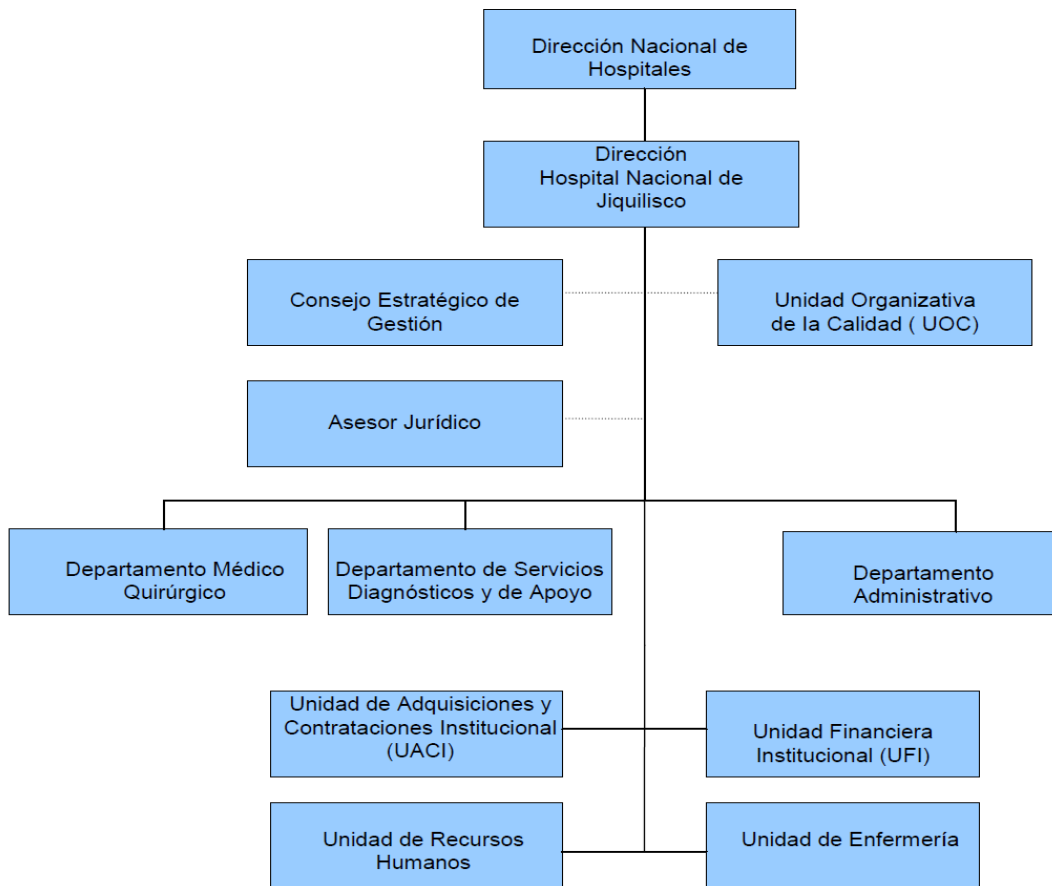 Dirección Nacional de
Hospitales
Dirección
Hospital Nacional de
Jiquilisco
Consejo Estratégico de
Gestión
Unidad Organizativa
de la Calidad ( UOC)
Asesor Jurídico
Departamento Médico
Quirúrgico
Departamento de Servicios
Diagnósticos y de Apoyo
Departamento
Administrativo
Unidad de Adquisiciones y
Contrataciones Institucional
(UACI)
Unidad Financiera
Institucional (UFI)
Unidad de Recursos
Humanos
Unidad de Enfermería